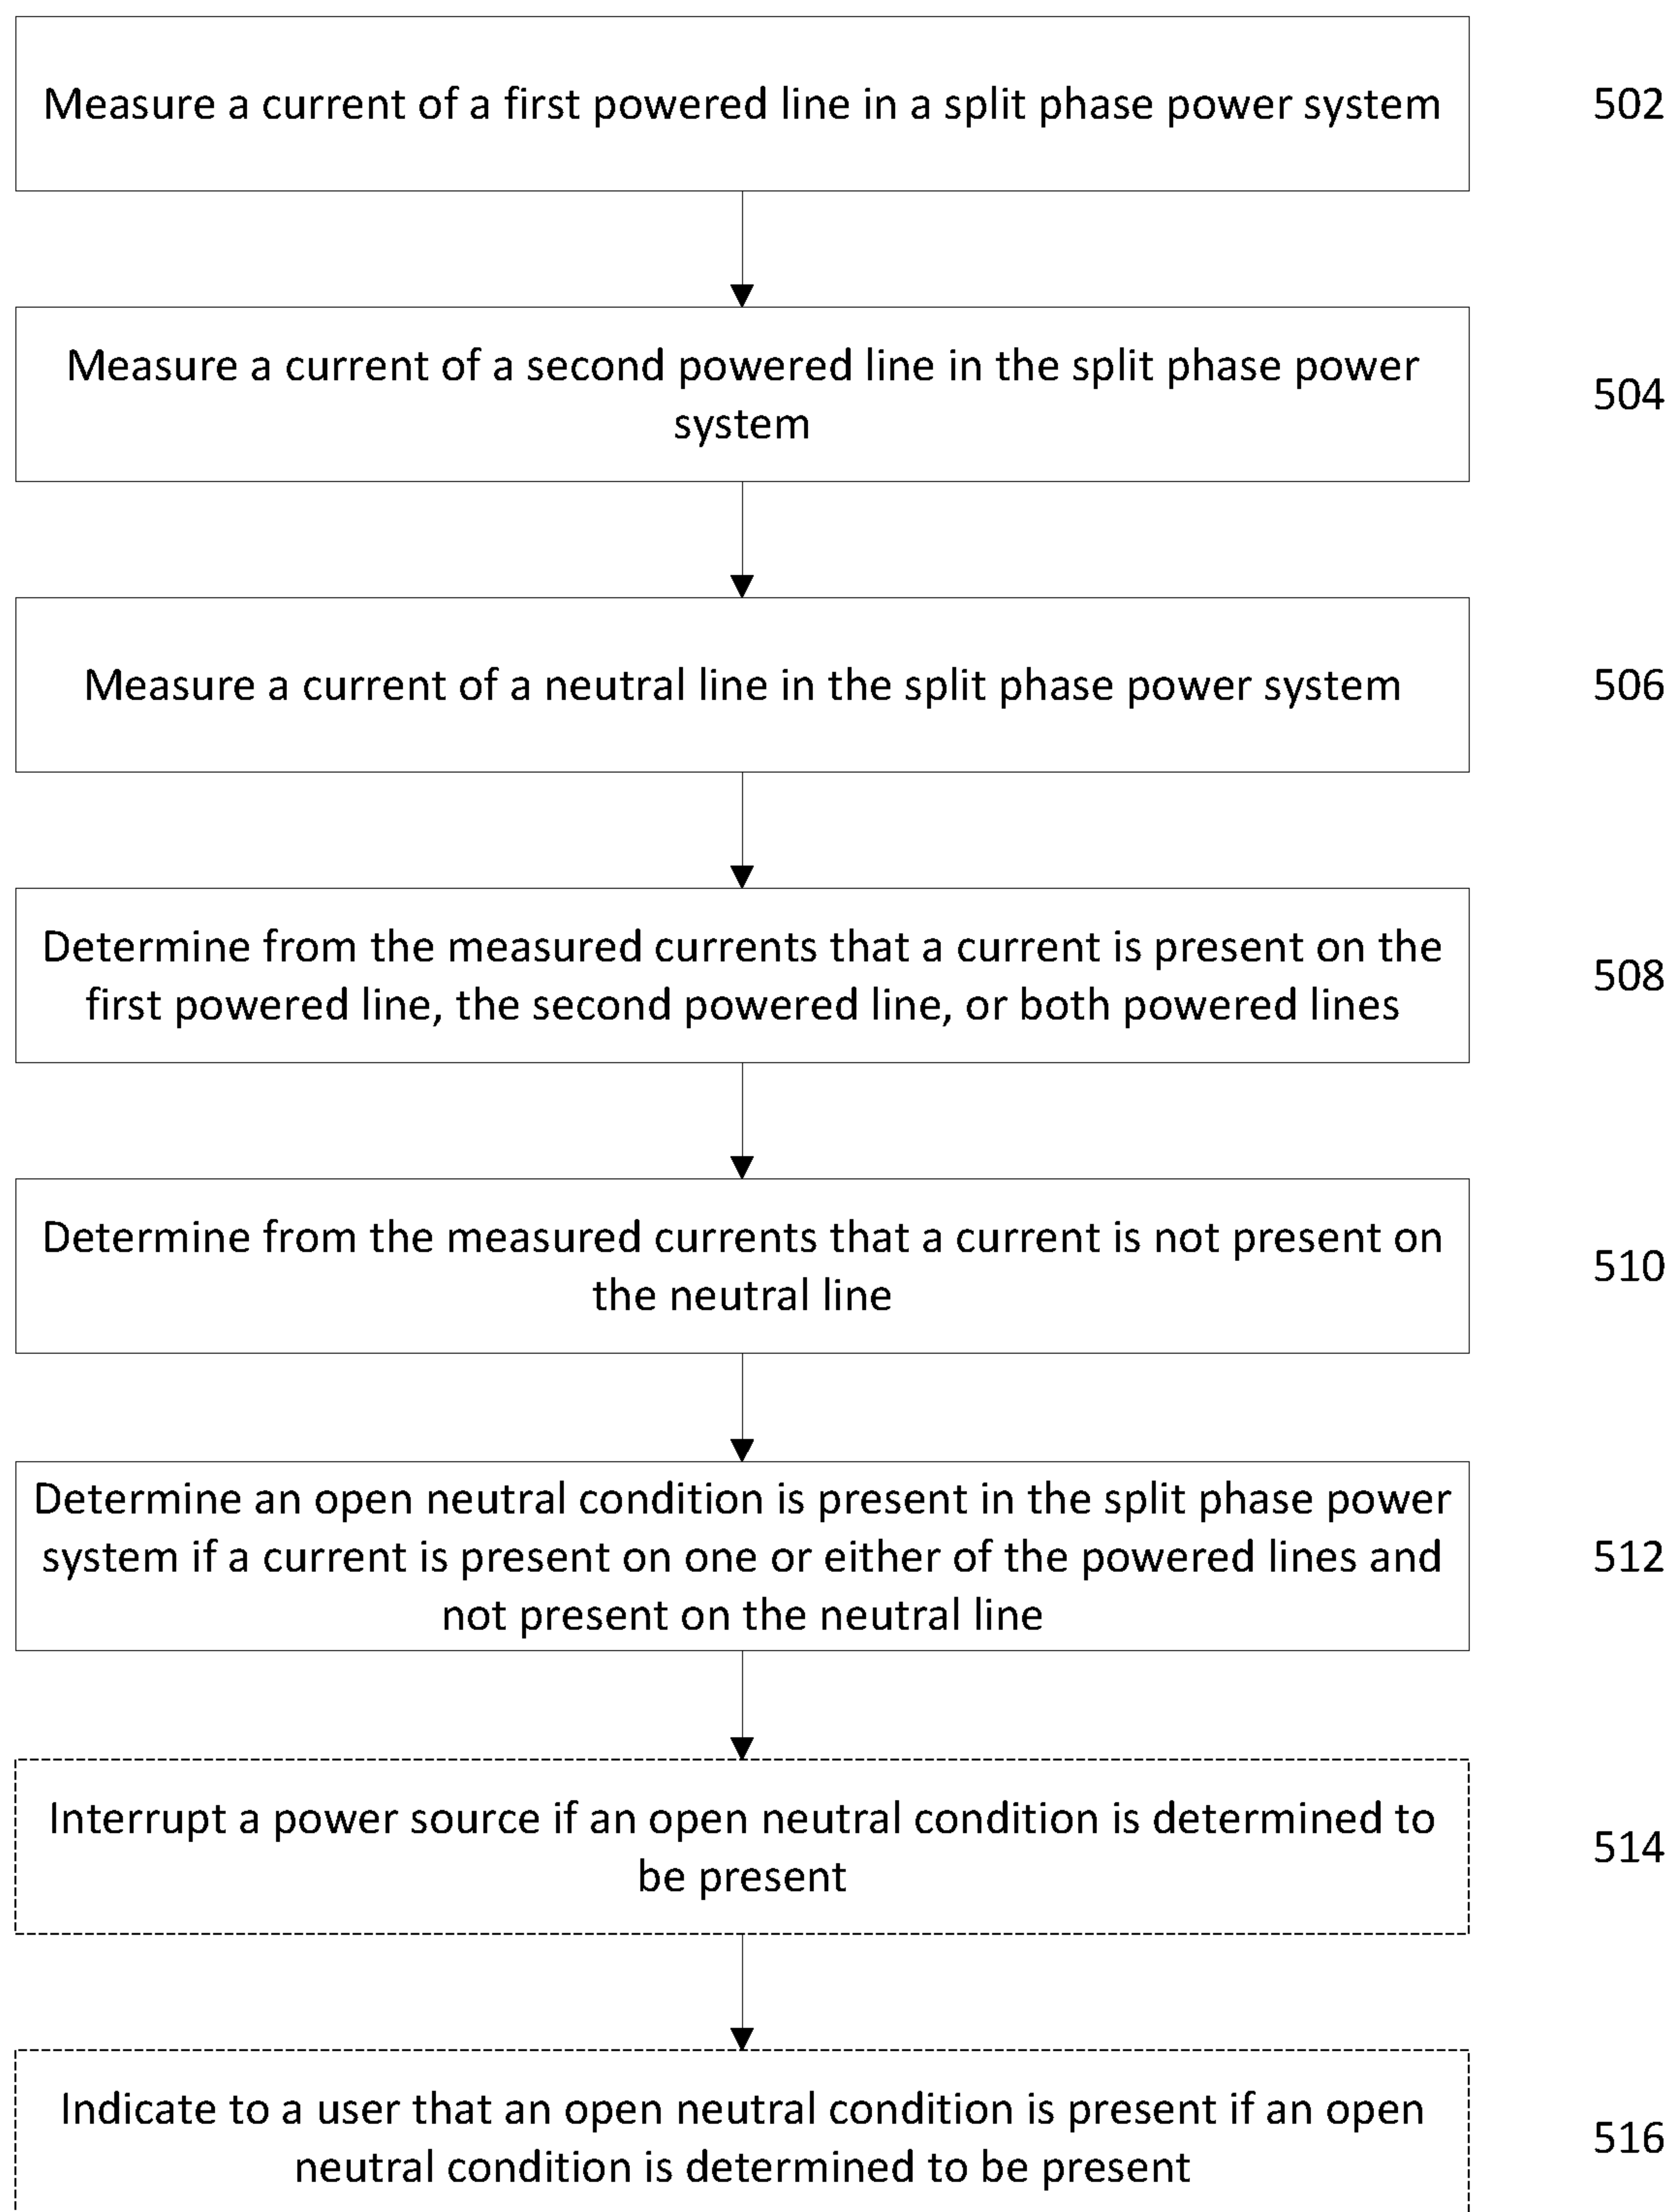 Measure a current of a first powered line in a split phase power system
502
Measure a current of a second powered line in the split phase power
system
504
Measure a current of a neutral line in the split phase power system
506
Determine from the measured currents that a current is present on the
first powered line, the second powered line, or both powered lines
508
Determine from the measured currents that a current is not present on
the neutral line
510
Determine an open neutral condition is present in the split phase power
system if a current is present on one or either of the powered lines and
not present on the neutral line
512
Interrupt a power source if an open neutral condition is determined to
be present
514
Indicate to a user that an open neutral condition is present if an open
neutral condition is determined to be present
516